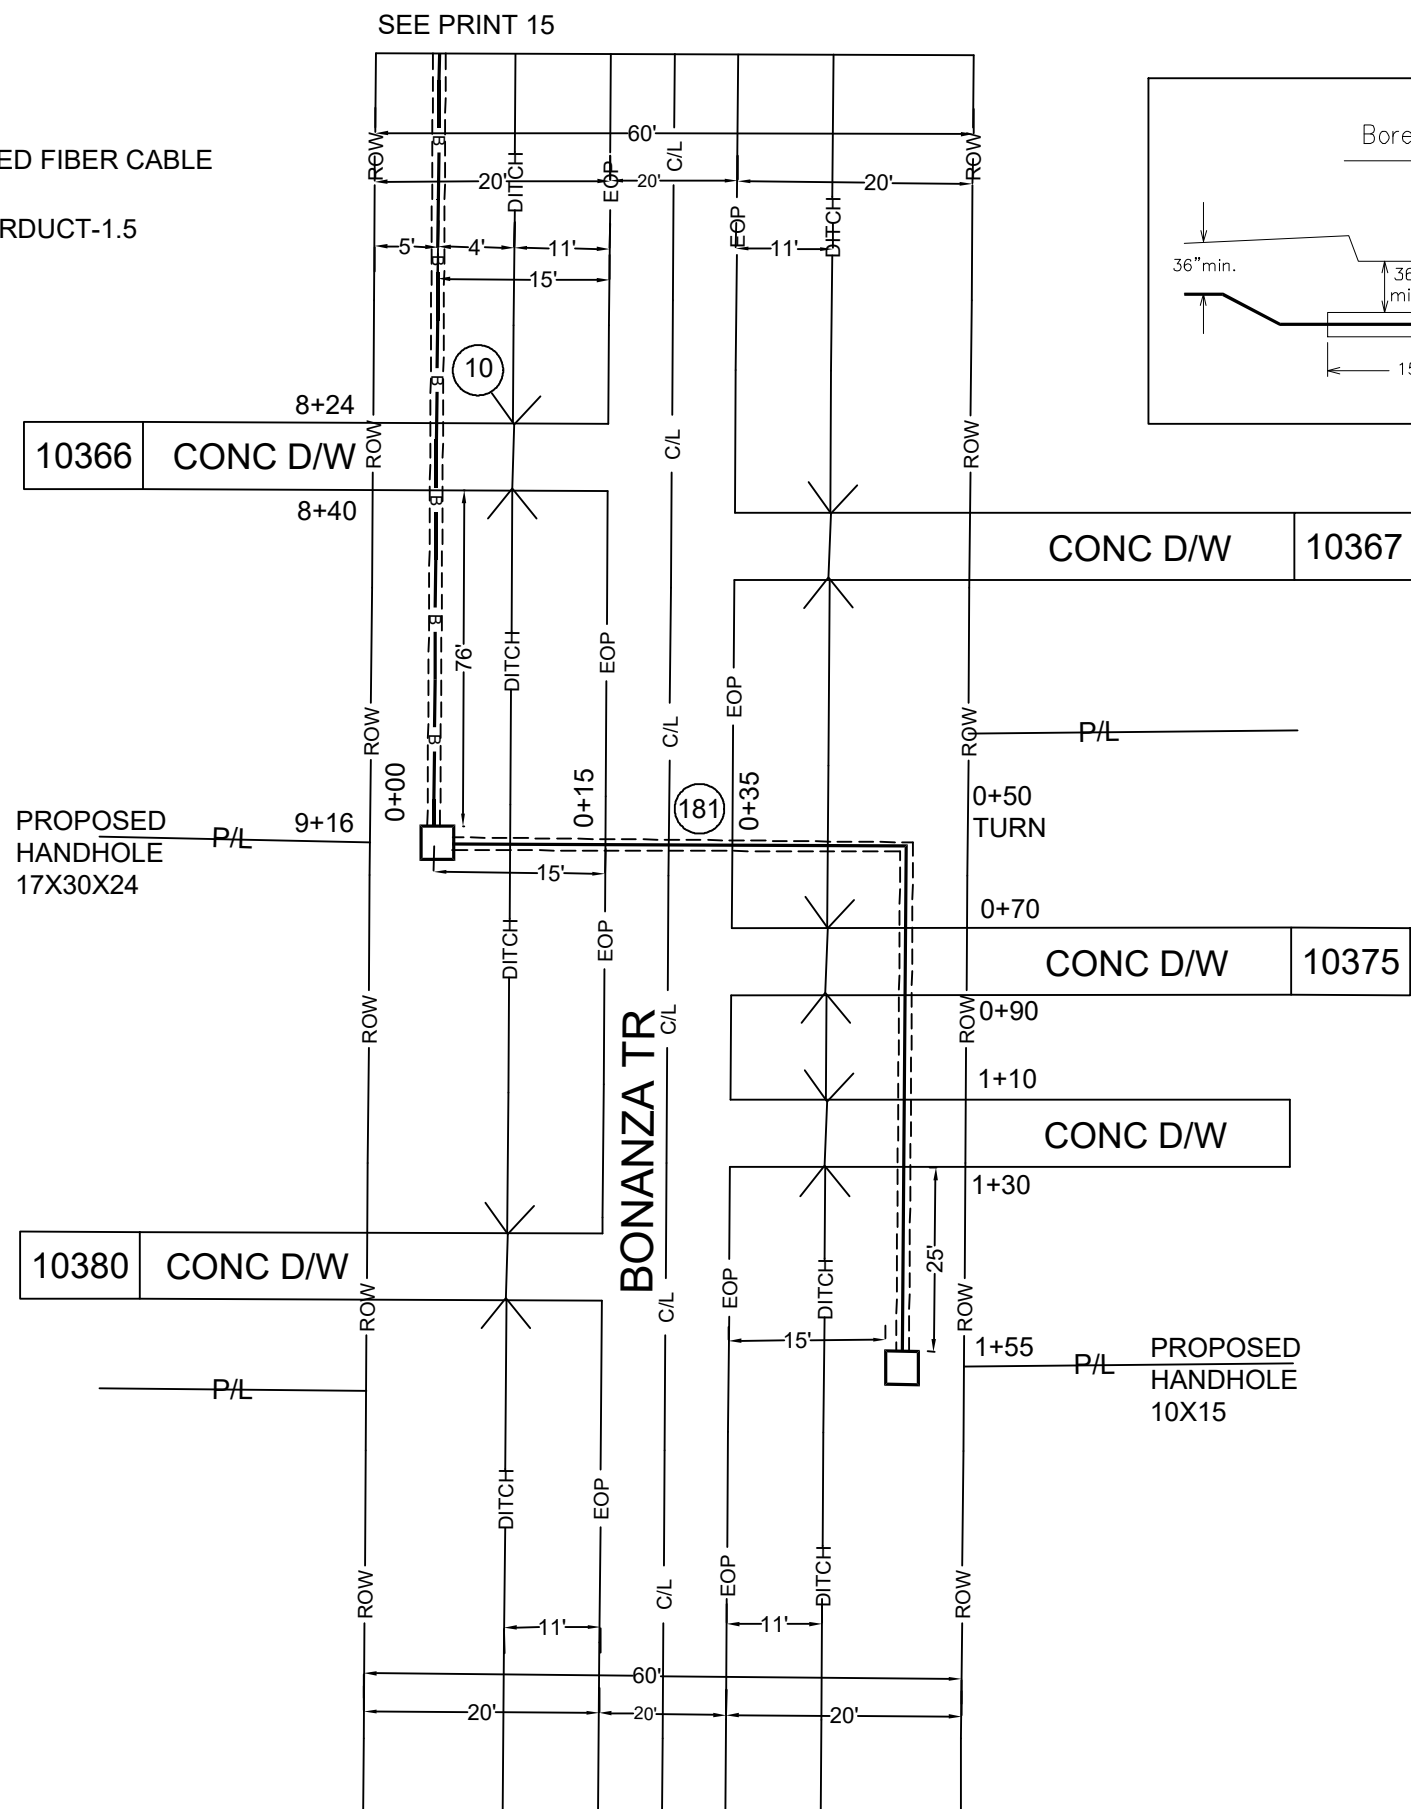 SEE PRINT 15
ED FIBER CABLE
RDUCT-1.5
60'
20'
20'
20'
5'
4'
11'
15'
11'
ROW
B
DITCH
EOP
C/L
EOP
DITCH
ROW
Bore
36"min.
36
mi
15
10
8+24
10366
CONC D/W
8+40
ROW
B
B
B
B
B
C/L
ROW
CONC D/W
10367
76'
DITCH
EOP
EOP
ROW
C/L
ROW
P/L
0+00
0+15
181
0+35
0+50
TURN
PROPOSED
HANDHOLE
17X30X24
P/L
9+16
15'
DITCH
EOP
0+70
CONC D/W
10375
0+90
ROW
C/L
ROW
BONANZA TR
1+10
CONC D/W
1+30
10380
CONC D/W
ROW
C/L
EOP
DITCH
25'
ROW
15'
1+55
P/L
PROPOSED
HANDHOLE
10X15
P/L
DITCH
EOP
ROW
C/L
EOP
DITCH
ROW
11'
11'
60'
20'
20'
20'